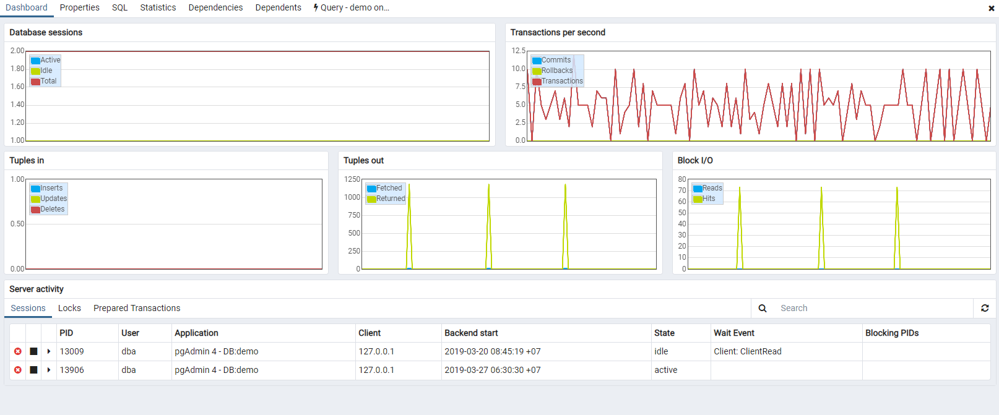 Dashboard Properties SQL Statistics Dependencies Dependents Query - demo on...
Database sessions
2.00
1.80
1.60
1.40
1.20
1.00
Active
Idle
Total
Transactions per second
12.5
10.0
7.5
5.0
2.5
0.0
Commits
Rollbacks
Transactions
Tuples in
1.00
0.50
0.00
Inserts
Updates
Deletes
Tuples out
1250
1000
750
500
250
0
Fetched
Returned
Block I/O
80
70
60
50
40
30
20
10
0
Reads
Hits
Server activity
Sessions Locks Prepared Transactions Search
PID User Application Client Backend start State Wait Event Blocking PIDs
13009 dba pgAdmin 4 - DB:demo 127.0.0.1 2019-03-20 08:45:19 +07 idle Client: ClientRead
13906 dba pgAdmin 4 - DB:demo 127.0.0.1 2019-03-27 06:30:30 +07 active